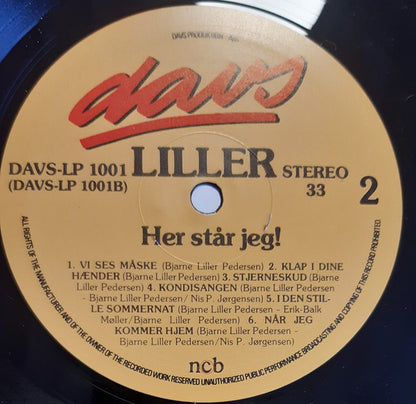 DAVS PRODUKTION Aps.
davs
DAVS-LP 1001 LILLER STEREO
(DAVS-LP 1001B) 33 2
Her står jeg!
1. VI SES MÅSKE (Bjarne Liller Pedersen) 2. KLAP I DINE
HÆNDER (Bjarne Liller Pedersen) 3. STJERNESKUD (Bjarne
Liller Pedersen) 4. KONDISANGEN (Bjarne Liller Pedersen
- Bjarne Liller Pedersen/ Nis P. Jørgensen) 5. I DEN STIL-
LE SOMMERNAT (Bjarne Liller Pedersen - Erik-Balk
Møller/Bjarne Liller Pedersen) 6. NÅR JEG
KOMMER HJEM (Bjarne Liller Pedersen -
Bjarne Liller Pedersen/Nis P. Jørgensen)
ncb
ALL RIGHTS OF THE MANUFACTURER AND OF THE OWNER OF THE RECORDED WORK RESERVED UNAUTHORIZED PUBLIC PERFORMANCE BROADCASTING AND COPYING OF THIS RECORD PROHIBITED